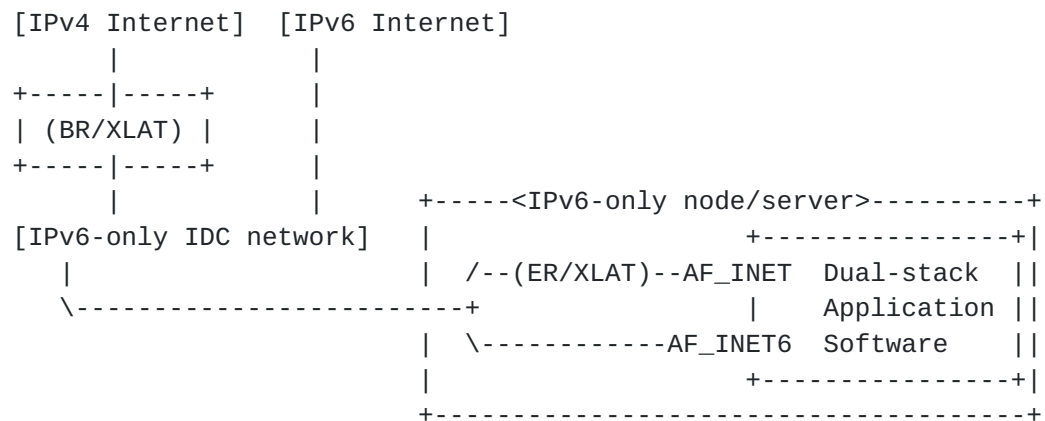 [IPv4 Internet]  [IPv6 Internet]
      |             |
+-----|-----+       |
| (BR/XLAT) |       |
+-----|-----+       |
      |             |      +-----<IPv6-only node/server>----------+
[IPv6-only IDC network]    |                    +----------------+|
   |                       |  /--(ER/XLAT)--AF_INET  Dual-stack  ||
   \-------------------------+                  |    Application ||
                           |  \------------AF_INET6  Software    ||
                           |                    +----------------+|
                           +--------------------------------------+